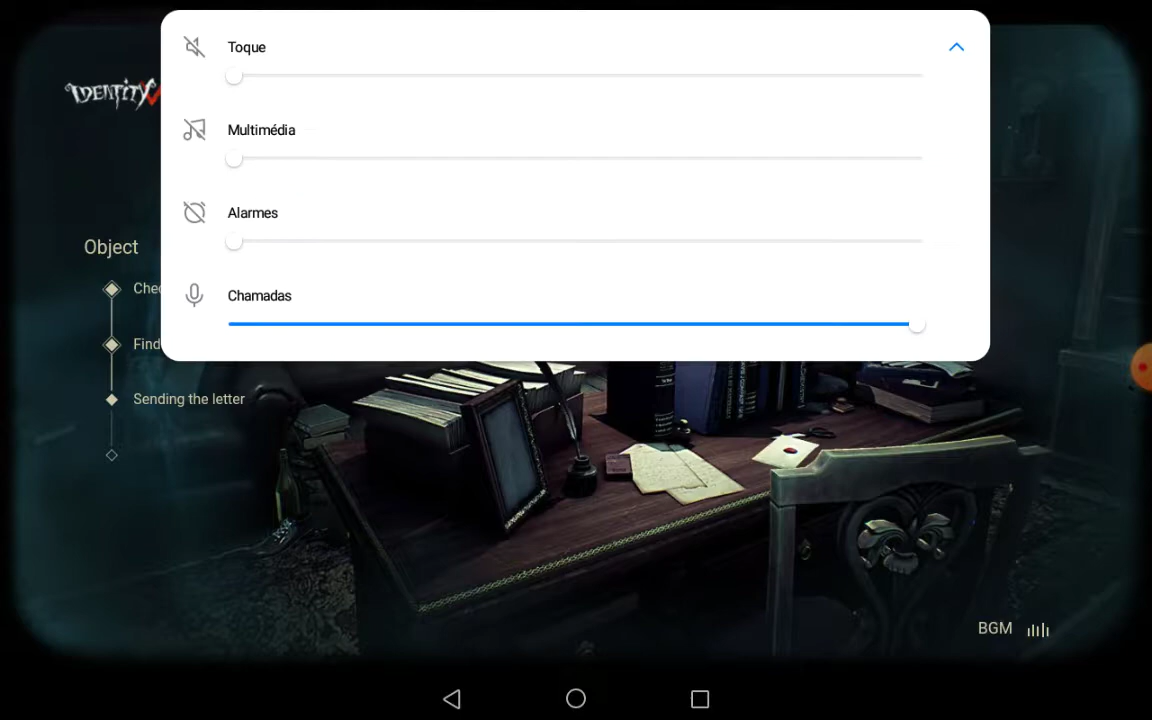 Toque
IDENTITY V
Multimédia
Alarmes
Object
Chec
Chamadas
Find
Sending the letter
BGM